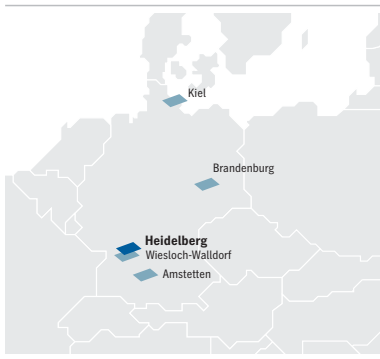 Kiel
Brandenburg
Heidelberg
Wiesloch-Walldorf
Amstetten